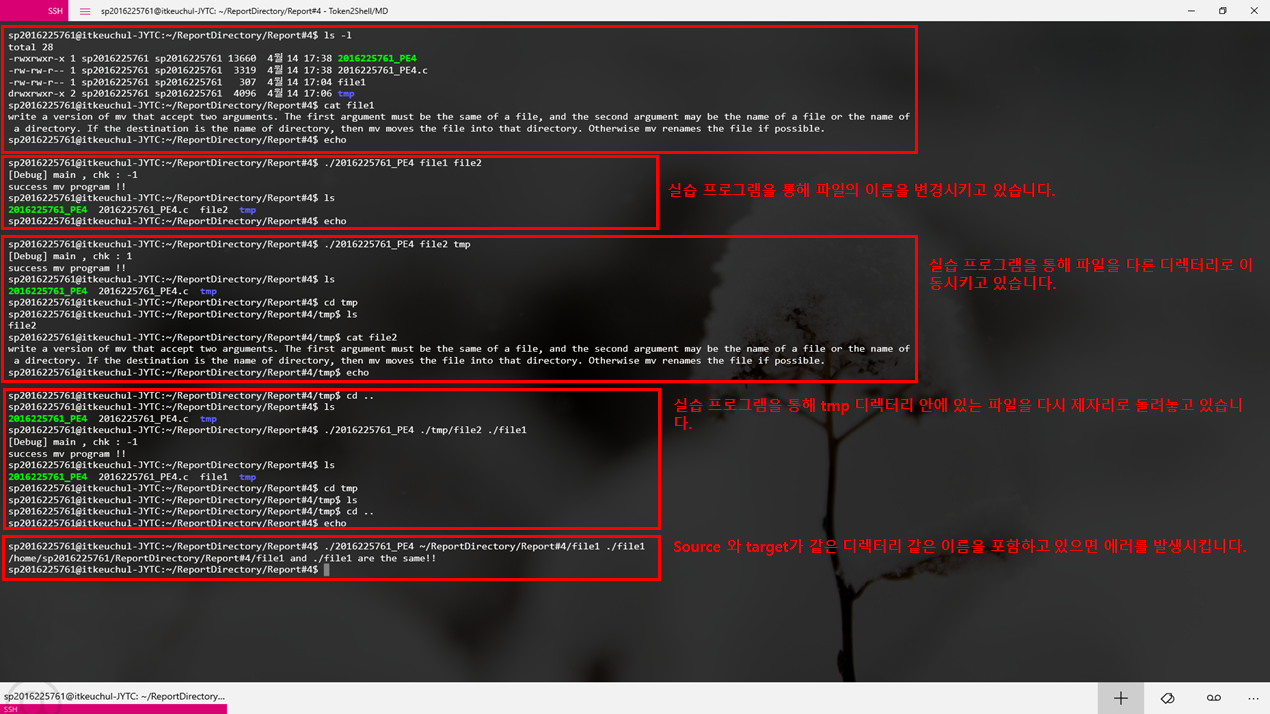 SSH
sp2016225761@itkeuchul-JYTC: ~/ReportDirectory/Report#4 - Token2Shell/MD
sp2016225761@itkeuchul-JYTC:~/ReportDirectory/Report#4$ ls -l
total 28
-rwxrwxr-x 1 sp2016225761 sp2016225761 13660  4월 14 17:38 2016225761_PE4
-rw-rw-r-- 1 sp2016225761 sp2016225761  3319  4월 14 17:38 2016225761_PE4.c
-rw-rw-r-- 1 sp2016225761 sp2016225761   307  4월 14 17:04 file1
drwxrwxr-x 2 sp2016225761 sp2016225761  4096  4월 14 17:06 tmp
sp2016225761@itkeuchul-JYTC:~/ReportDirectory/Report#4$ cat file1
write a version of mv that accept two arguments. The first argument must be the same of a file, and the second argument may be the name of a file or the name of
 a directory. If the destination is the name of directory, then mv moves the file into that directory. Otherwise mv renames the file if possible.
sp2016225761@itkeuchul-JYTC:~/ReportDirectory/Report#4$ echo
sp2016225761@itkeuchul-JYTC:~/ReportDirectory/Report#4$ ./2016225761_PE4 file1 file2
[Debug] main , chk : -1
success mv program !!
sp2016225761@itkeuchul-JYTC:~/ReportDirectory/Report#4$ ls
2016225761_PE4  2016225761_PE4.c  file2  tmp
sp2016225761@itkeuchul-JYTC:~/ReportDirectory/Report#4$ echo
실습 프로그램을 통해 파일의 이름을 변경시키고 있습니다.
sp2016225761@itkeuchul-JYTC:~/ReportDirectory/Report#4$ ./2016225761_PE4 file2 tmp
[Debug] main , chk : 1
success mv program !!
sp2016225761@itkeuchul-JYTC:~/ReportDirectory/Report#4$ ls
2016225761_PE4  2016225761_PE4.c  tmp
sp2016225761@itkeuchul-JYTC:~/ReportDirectory/Report#4$ cd tmp
sp2016225761@itkeuchul-JYTC:~/ReportDirectory/Report#4/tmp$ ls
file2
sp2016225761@itkeuchul-JYTC:~/ReportDirectory/Report#4/tmp$ cat file2
write a version of mv that accept two arguments. The first argument must be the same of a file, and the second argument may be the name of a file or the name of
 a directory. If the destination is the name of directory, then mv moves the file into that directory. Otherwise mv renames the file if possible.
sp2016225761@itkeuchul-JYTC:~/ReportDirectory/Report#4/tmp$ echo
실습 프로그램을 통해 파일을 다른 디렉터리로 이
동시키고 있습니다.
sp2016225761@itkeuchul-JYTC:~/ReportDirectory/Report#4/tmp$ cd ..
sp2016225761@itkeuchul-JYTC:~/ReportDirectory/Report#4$ ls
2016225761_PE4  2016225761_PE4.c  tmp
sp2016225761@itkeuchul-JYTC:~/ReportDirectory/Report#4$ ./2016225761_PE4 ./tmp/file2 ./file1
[Debug] main , chk : -1
success mv program !!
sp2016225761@itkeuchul-JYTC:~/ReportDirectory/Report#4$ ls
2016225761_PE4  2016225761_PE4.c  file1  tmp
sp2016225761@itkeuchul-JYTC:~/ReportDirectory/Report#4$ cd tmp
sp2016225761@itkeuchul-JYTC:~/ReportDirectory/Report#4/tmp$ ls
sp2016225761@itkeuchul-JYTC:~/ReportDirectory/Report#4/tmp$ cd ..
sp2016225761@itkeuchul-JYTC:~/ReportDirectory/Report#4$ echo
실습 프로그램을 통해 tmp 디렉터리 안에 있는 파일을 다시 제자리로 돌려놓고 있습니
다.
sp2016225761@itkeuchul-JYTC:~/ReportDirectory/Report#4$ ./2016225761_PE4 ~/ReportDirectory/Report#4/file1 ./file1
/home/sp2016225761/ReportDirectory/Report#4/file1 and ./file1 are the same!!
sp2016225761@itkeuchul-JYTC:~/ReportDirectory/Report#4$
Source 와 target가 같은 디렉터리 같은 이름을 포함하고 있으면 에러를 발생시킵니다.
sp2016225761@itkeuchul-JYTC: ~/ReportDirectory...
SSH